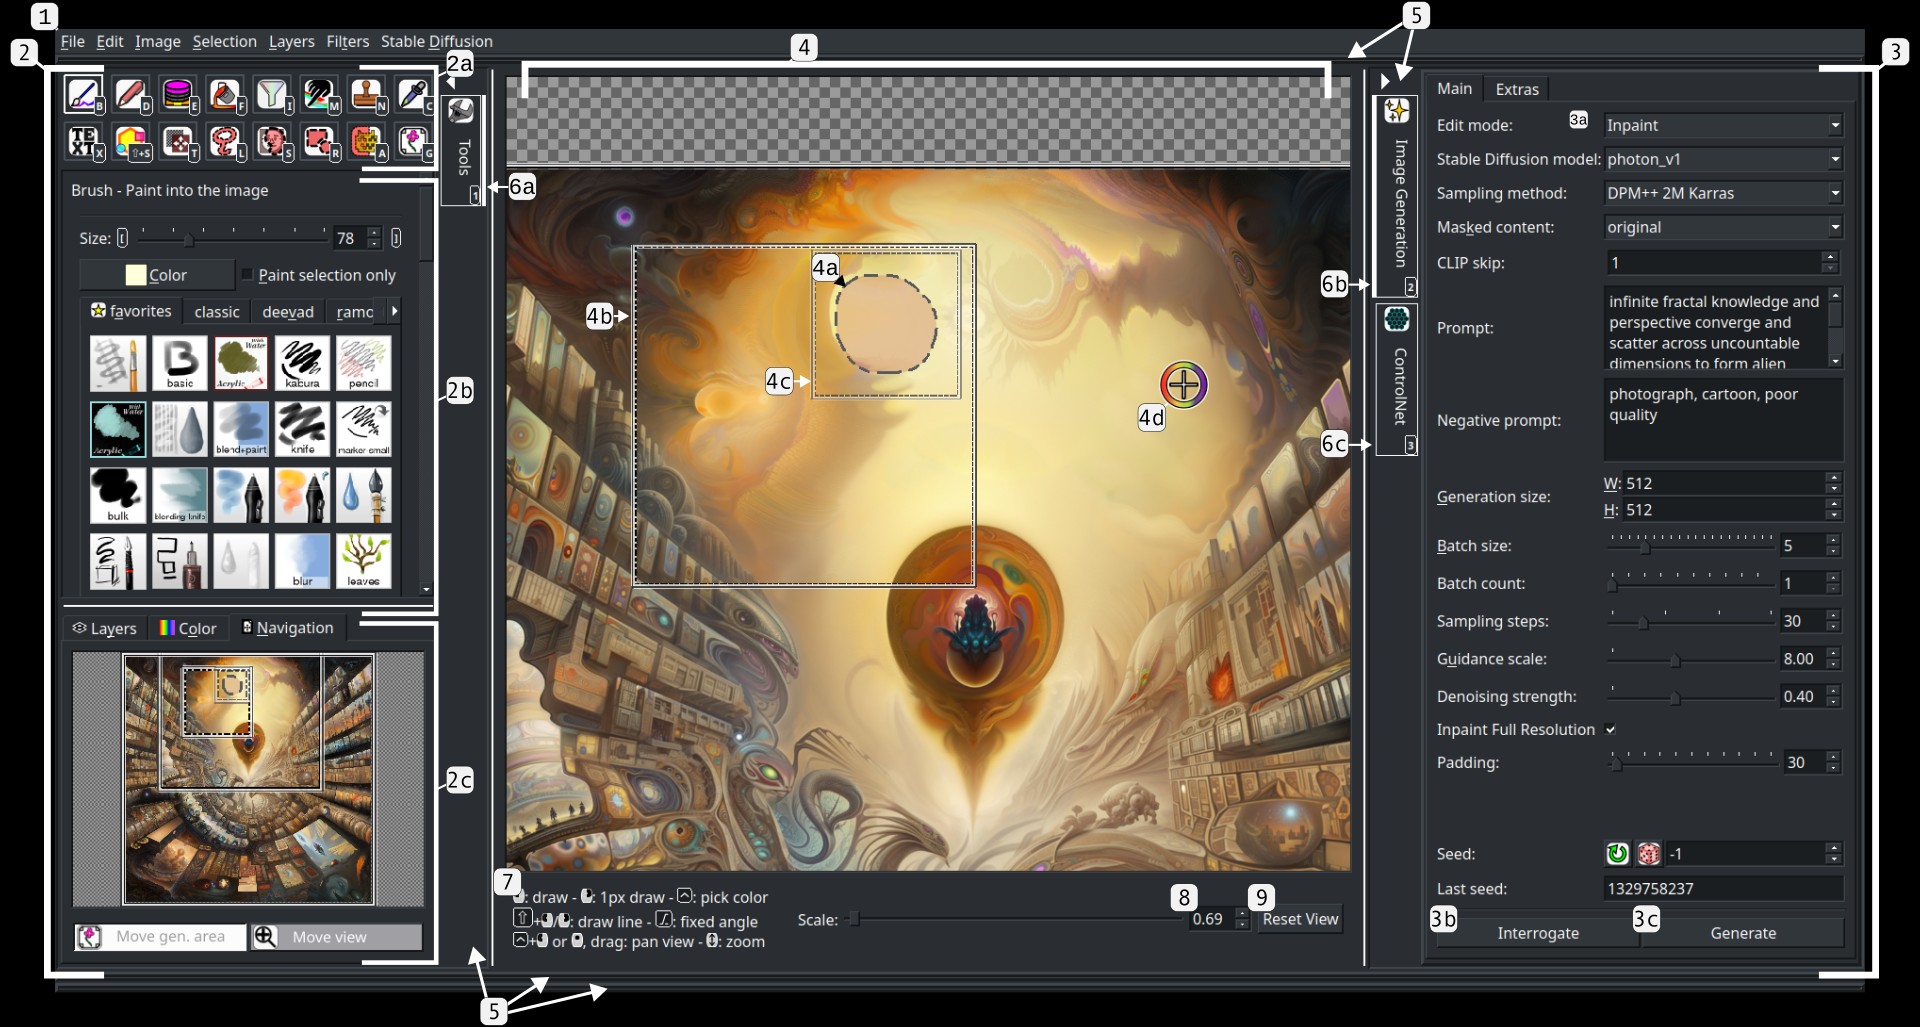 1
5
2
3
File Edit Image Selection Layers Filters Stable Diffusion
4
2a
B D E F I M N C
TEXT X ⇧+S T L S R A G
Tools
1
6a
Brush - Paint into the image
Size: [ 78 ]
Color Paint selection only
favorites classic deevad ramo
basic Acrylic kabura pencil
Acrylic blend+paint knife marker small
bulk blending knife
blur leaves
2b
Layers Color Navigation
2c
Move gen. area Move view
4a
4b
4c
4d
7
: draw - : 1px draw - : pick color
+ / : draw line - : fixed angle
+ or , drag: pan view - : zoom
Scale: 0.69
8
9
Reset View
5
Image Generation
2
6b
ControlNet
3
6c
Main Extras
Edit mode: 3a Inpaint
Stable Diffusion model: photon_v1
Sampling method: DPM++ 2M Karras
Masked content: original
CLIP skip: 1
Prompt:
infinite fractal knowledge and
perspective converge and
scatter across uncountable
dimensions to form alien
Negative prompt:
photograph, cartoon, poor
quality
Generation size:
W: 512
H: 512
Batch size: 5
Batch count: 1
Sampling steps: 30
Guidance scale: 8.00
Denoising strength: 0.40
Inpaint Full Resolution
Padding: 30
Seed: -1
Last seed: 1329758237
3b
3c
Interrogate Generate